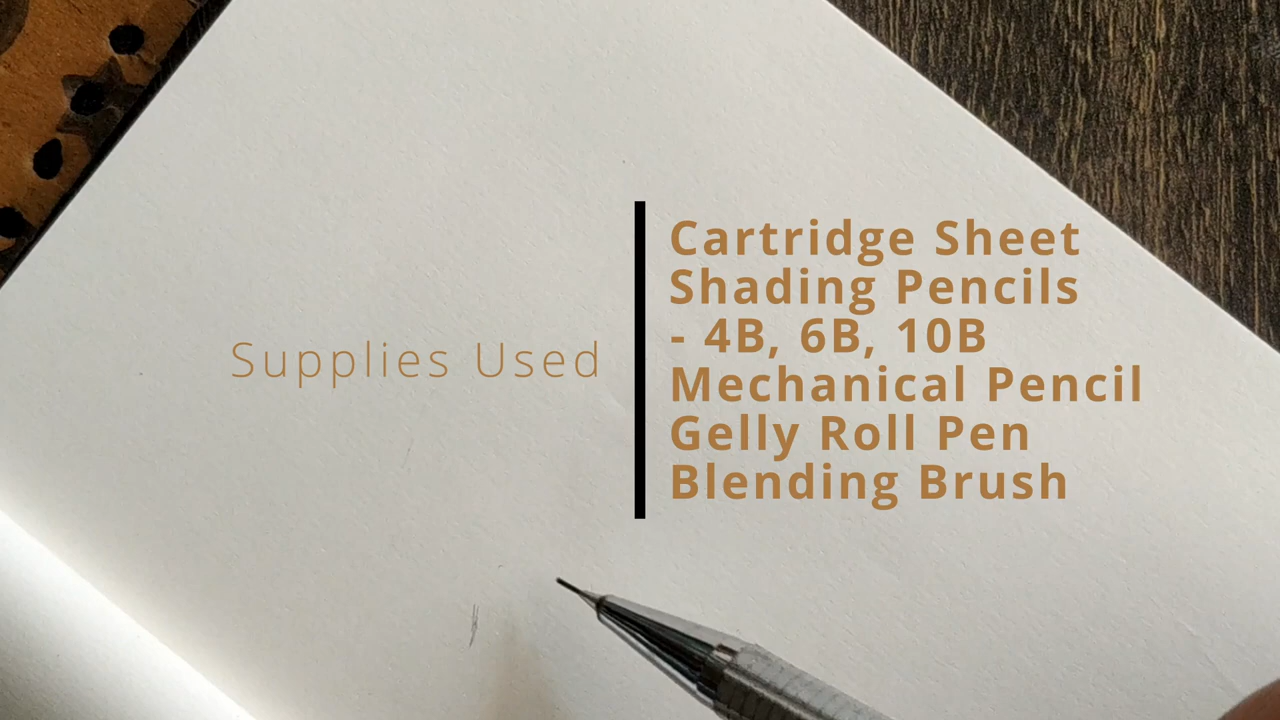 Supplies Used
Cartridge Sheet
Shading Pencils
- 4B, 6B, 10B
Mechanical Pencil
Gelly Roll Pen
Blending Brush